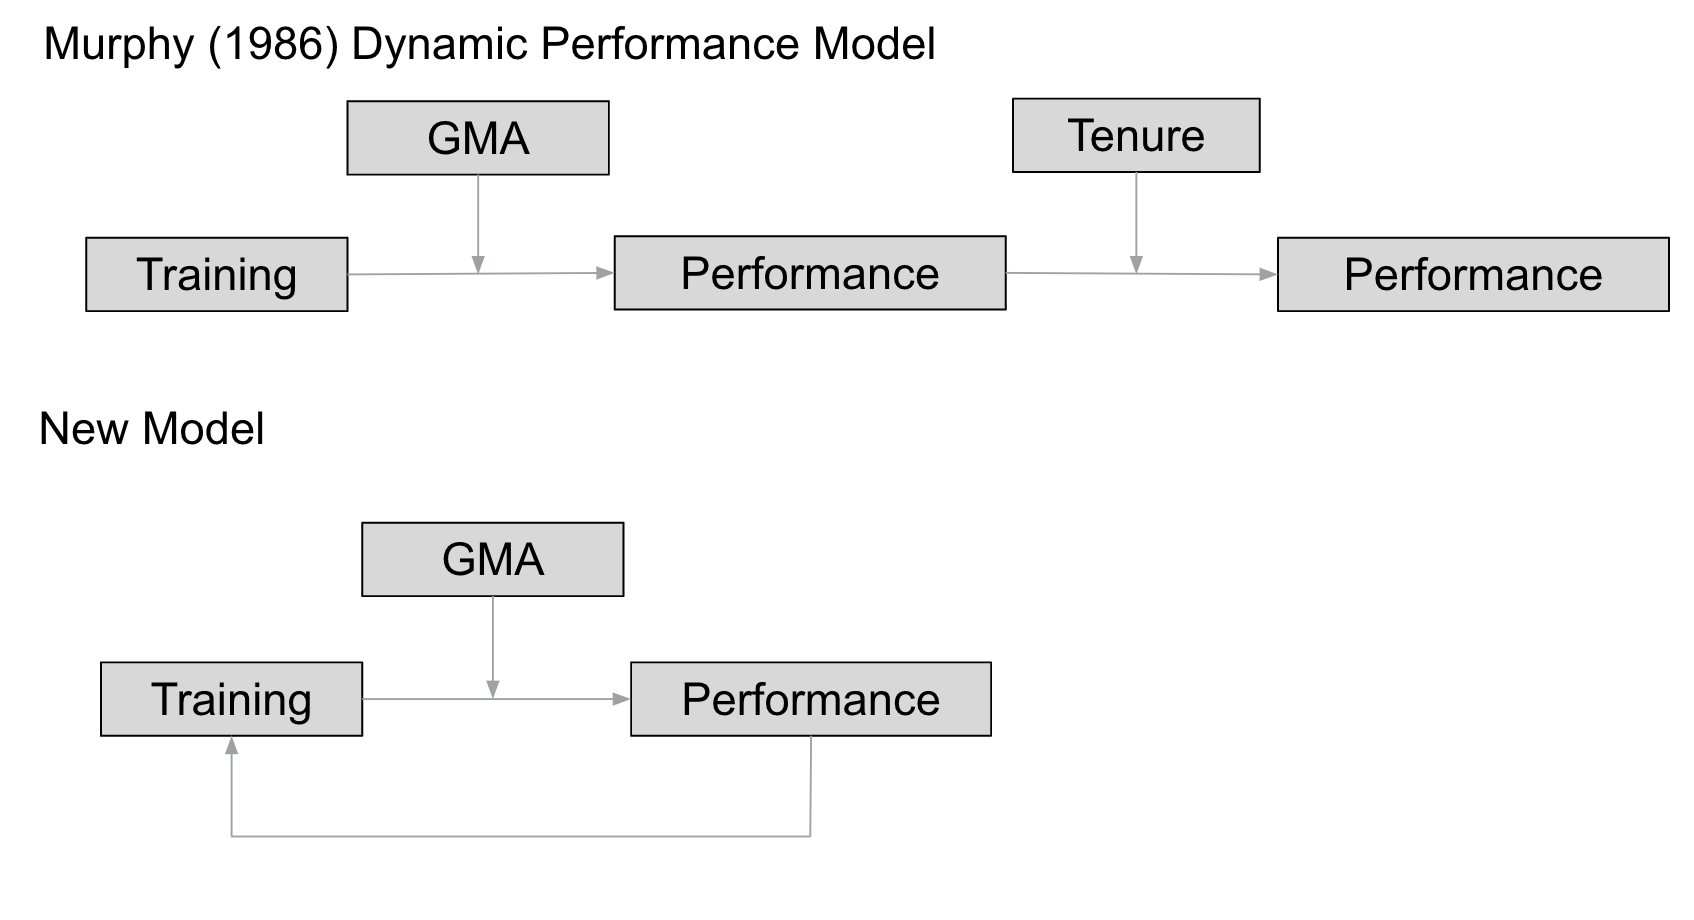 Murphy (1986) Dynamic Performance Model
GMA
Tenure
Training
Performance
Performance
New Model
GMA
Training
Performance